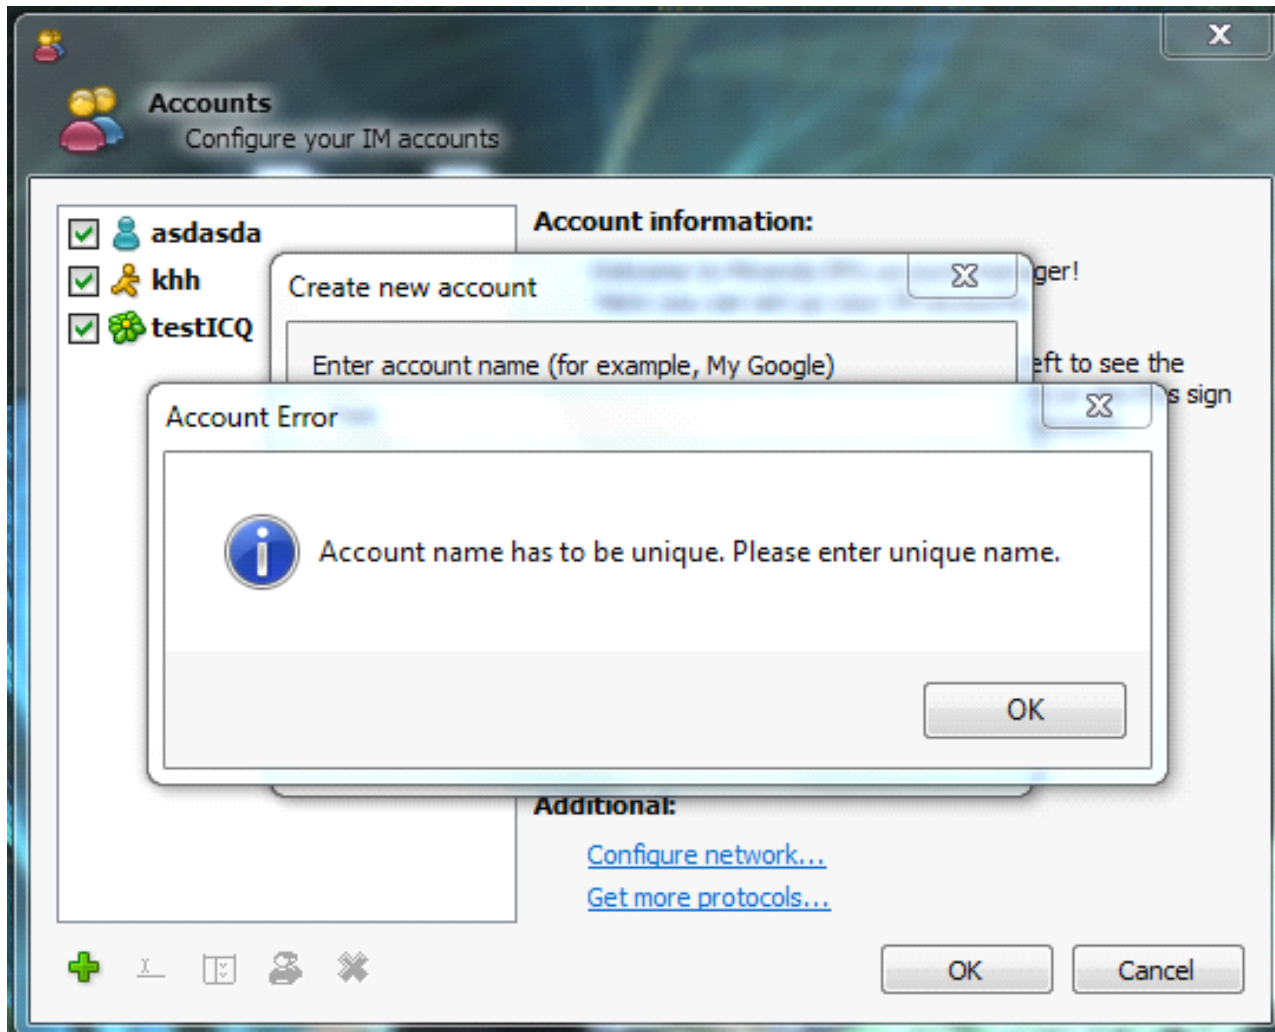 Accounts
Configure your IM accounts
asdasda
khh
testICQ
Account information:
ger!
eft to see the
s sign
Create new account
Enter account name (for example, My Google)
Account Error
Account name has to be unique. Please enter unique name.
OK
Additional:
Configure network...
Get more protocols...
OK
Cancel